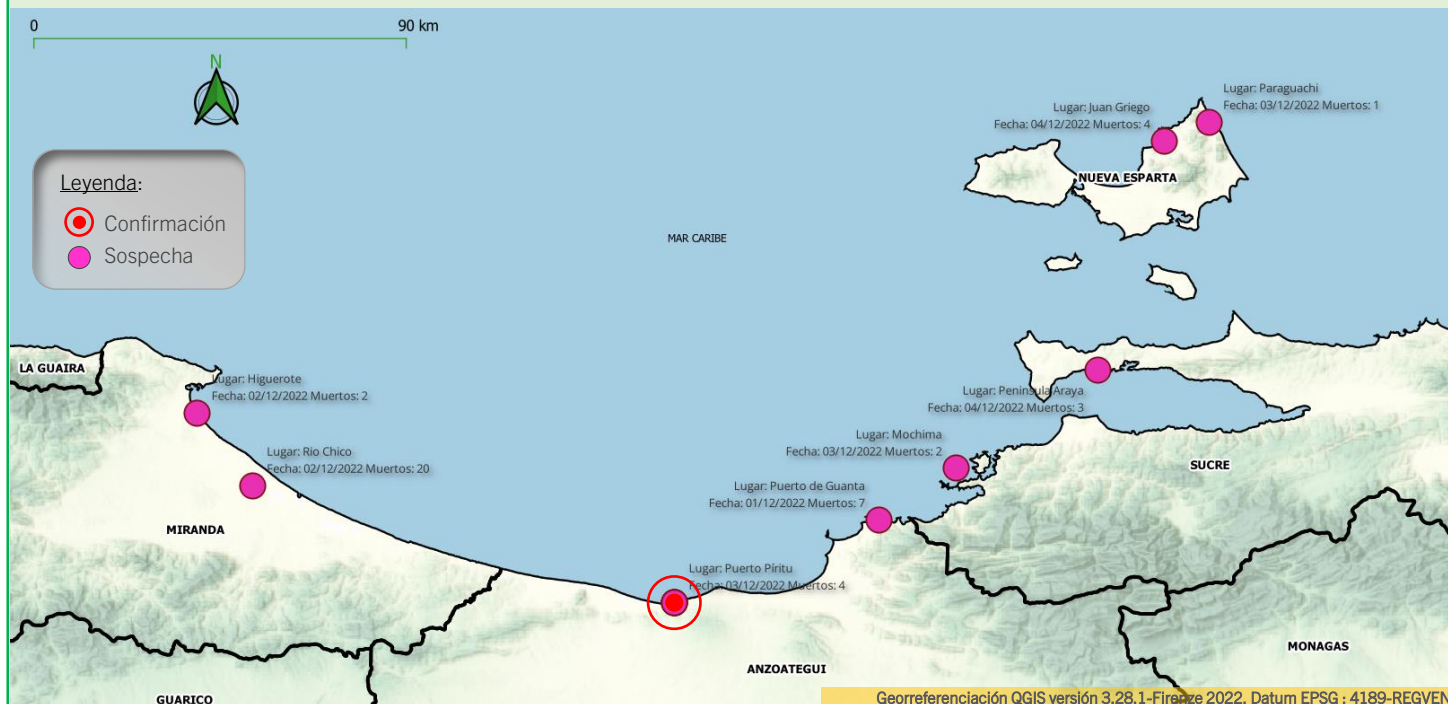 0
90 km
N
Leyenda:
Confirmación
Sospecha
Lugar: Paraguachi
Fecha: 03/12/2022 Muertos: 1
Lugar: Juan Griego
Fecha: 04/12/2022 Muertos: 4
NUEVA ESPARTA
MAR CARIBE
LA GUAIRA
Lugar: Higuerote
Fecha: 02/12/2022 Muertos: 2
Lugar: Peninsula Araya
Fecha: 04/12/2022 Muertos: 3
Lugar: Mochima
Fecha: 03/12/2022 Muertos: 2
Lugar: Rio Chico
Fecha: 02/12/2022 Muertos: 20
SUCRE
Lugar: Puerto de Guanta
Fecha: 01/12/2022 Muertos: 7
MIRANDA
Lugar: Puerto Píritu
Fecha: 03/12/2022 Muertos: 4
MONAGAS
ANZOATEGUI
GUARICO
Georreferenciación QGIS versión 3.28.1-Firenze 2022. Datum EPSG : 4189-REGVEN